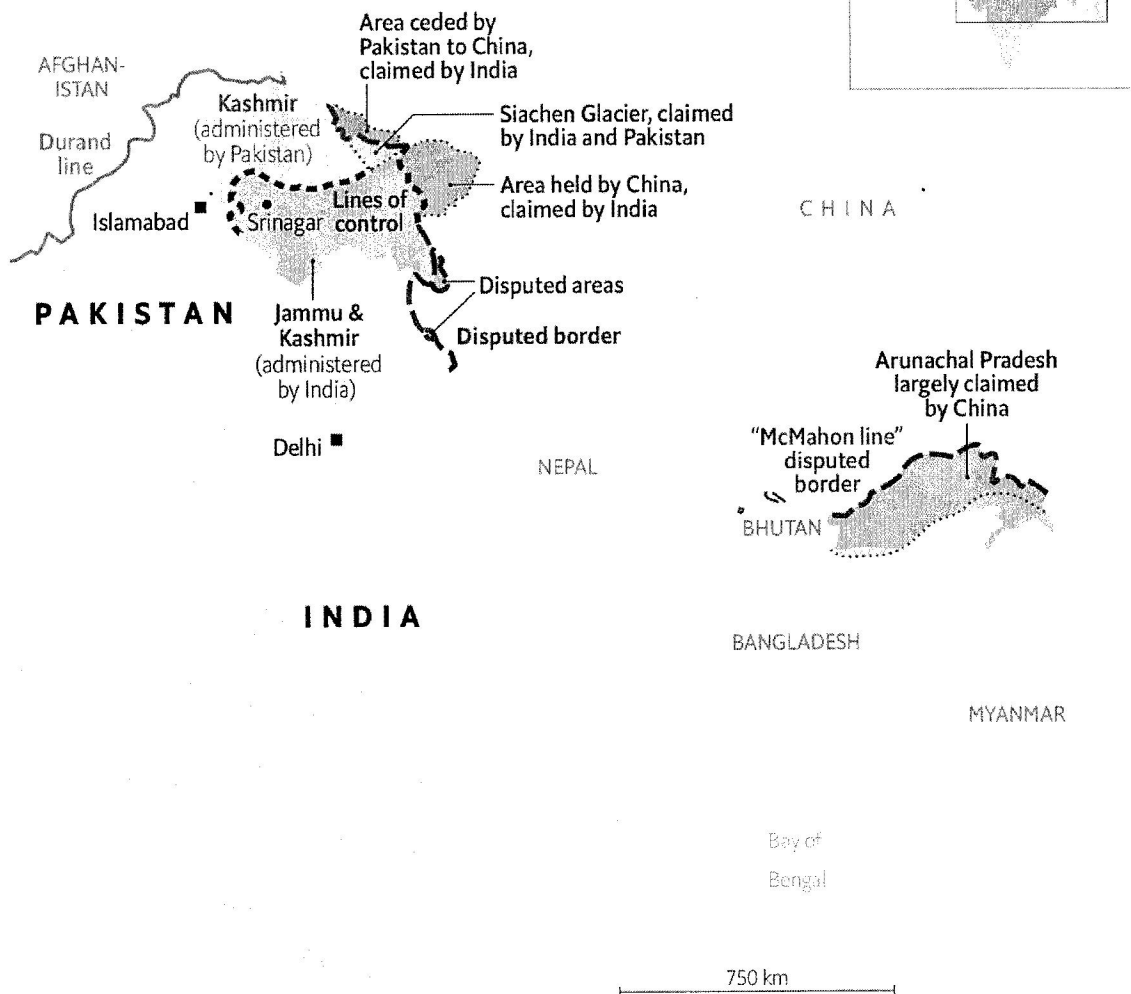 Area ceded by
Pakistan to China,
claimed by India
AFGHAN-
ISTAN
Kashmir
(administered
by Pakistan)
Siachen Glacier, claimed
by India and Pakistan
Durand
line
Area held by China,
claimed by India
Lines of
control
Islamabad
Srinagar
CHINA
Disputed areas
PAKISTAN
Jammu &
Kashmir
(administered
by India)
Disputed border
Arunachal Pradesh
largely claimed
by China
Delhi
"McMahon line"
disputed
border
NEPAL
BHUTAN
INDIA
BANGLADESH
MYANMAR
Bay of
Bengal
750 km